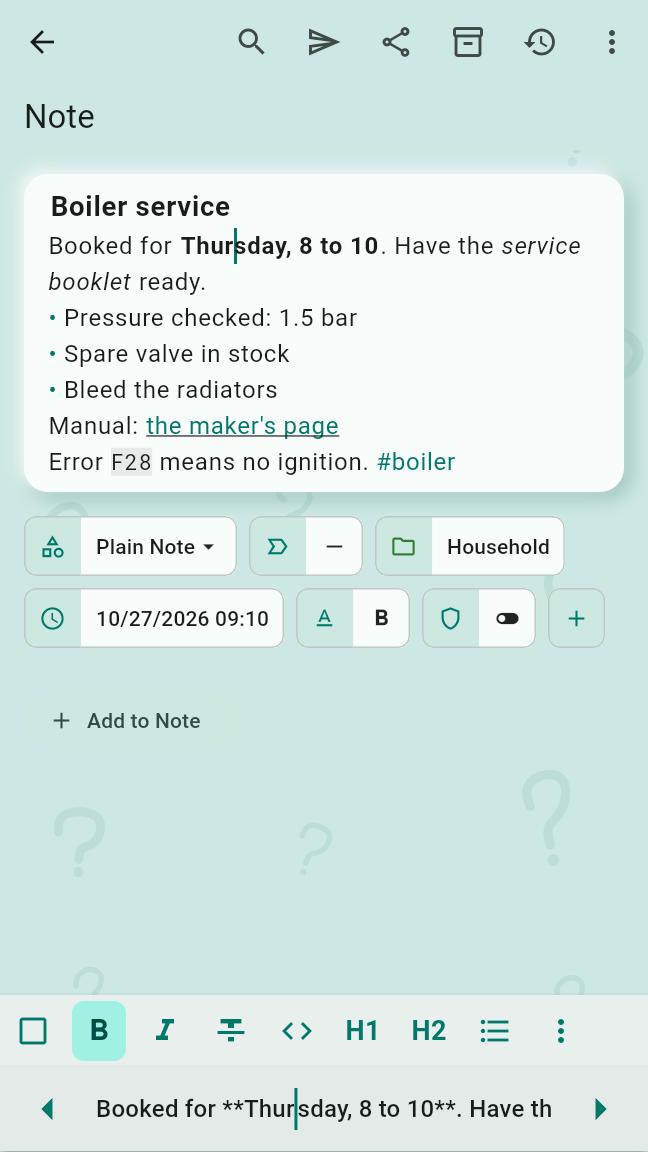 Note
Boiler service
Booked for Thursday, 8 to 10. Have the service
booklet ready.
• Pressure checked: 1.5 bar
• Spare valve in stock
• Bleed the radiators
Manual: the maker's page
Error F28 means no ignition. #boiler
Plain Note
—
Household
10/27/2026 09:10
A B
+ Add to Note
B I T <> H1 H2
Booked for **Thursday, 8 to 10**. Have th